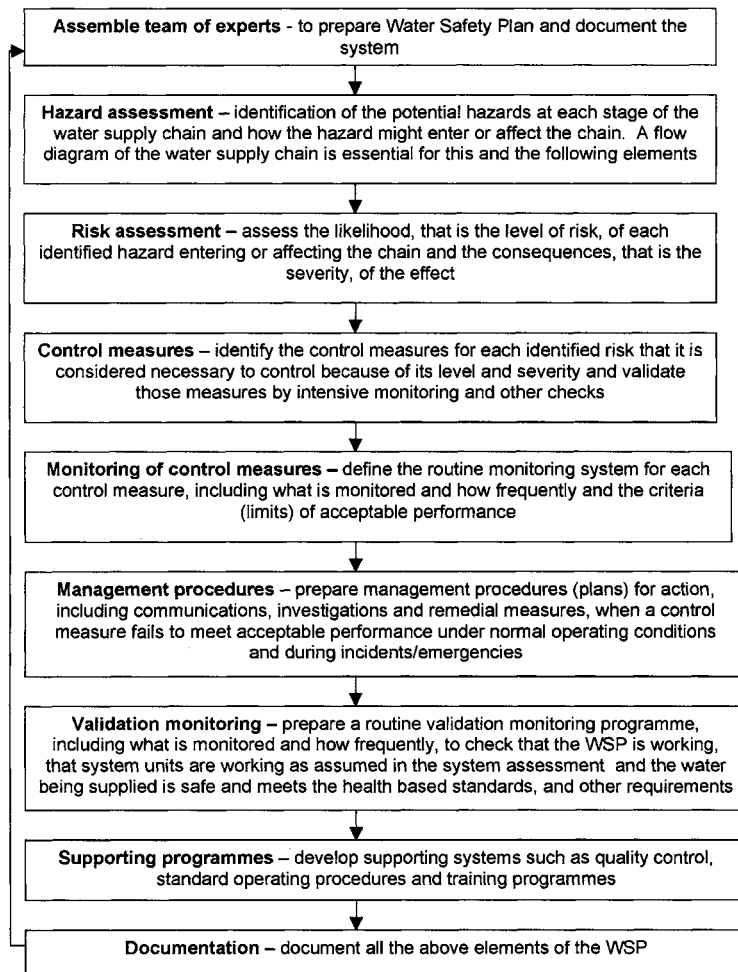 Assemble team of experts - to prepare Water Safety Plan and document the
system
Hazard assessment – identification of the potential hazards at each stage of the
water supply chain and how the hazard might enter or affect the chain. A flow
diagram of the water supply chain is essential for this and the following elements
Risk assessment – assess the likelihood, that is the level of risk, of each
identified hazard entering or affecting the chain and the consequences, that is the
severity, of the effect
Control measures – identify the control measures for each identified risk that it is
considered necessary to control because of its level and severity and validate
those measures by intensive monitoring and other checks
Monitoring of control measures – define the routine monitoring system for each
control measure, including what is monitored and how frequently and the criteria
(limits) of acceptable performance
Management procedures – prepare management procedures (plans) for action,
including communications, investigations and remedial measures, when a control
measure fails to meet acceptable performance under normal operating conditions
and during incidents/emergencies
Validation monitoring – prepare a routine validation monitoring programme,
including what is monitored and how frequently, to check that the WSP is working,
that system units are working as assumed in the system assessment and the water
being supplied is safe and meets the health based standards, and other requirements
Supporting programmes – develop supporting systems such as quality control,
standard operating procedures and training programmes
Documentation – document all the above elements of the WSP